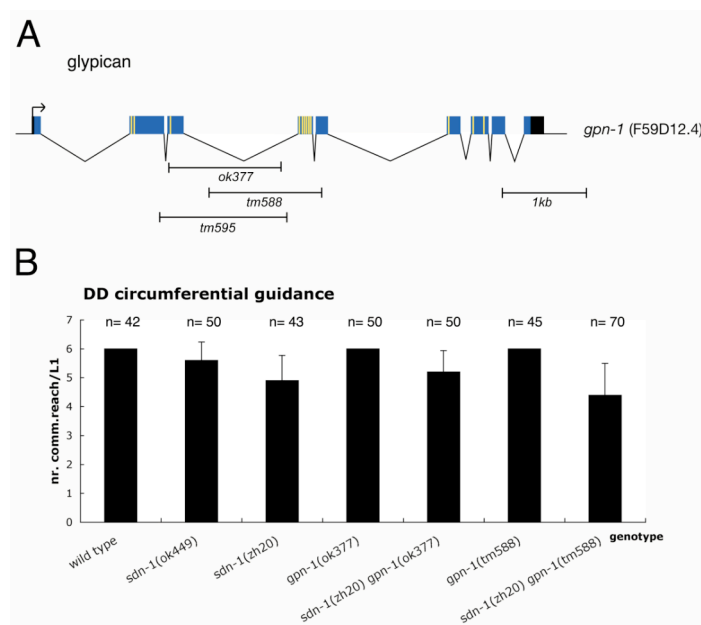 A
glypican
gpn-1 (F59D12.4)
ok377
tm588
1kb
tm595
B
DD circumferential guidance
7
n= 42
n= 50
n= 43
n= 50
n= 50
n= 45
n= 70
6
5
4
3
2
1
0
nr. comm.reach/L1
genotype
wild type
sdn-1(ok449)
sdn-1(zh20)
gpn-1(ok377)
sdn-1(zh20) gpn-1(ok377)
gpn-1(tm588)
sdn-1(zh20) gpn-1(tm588)